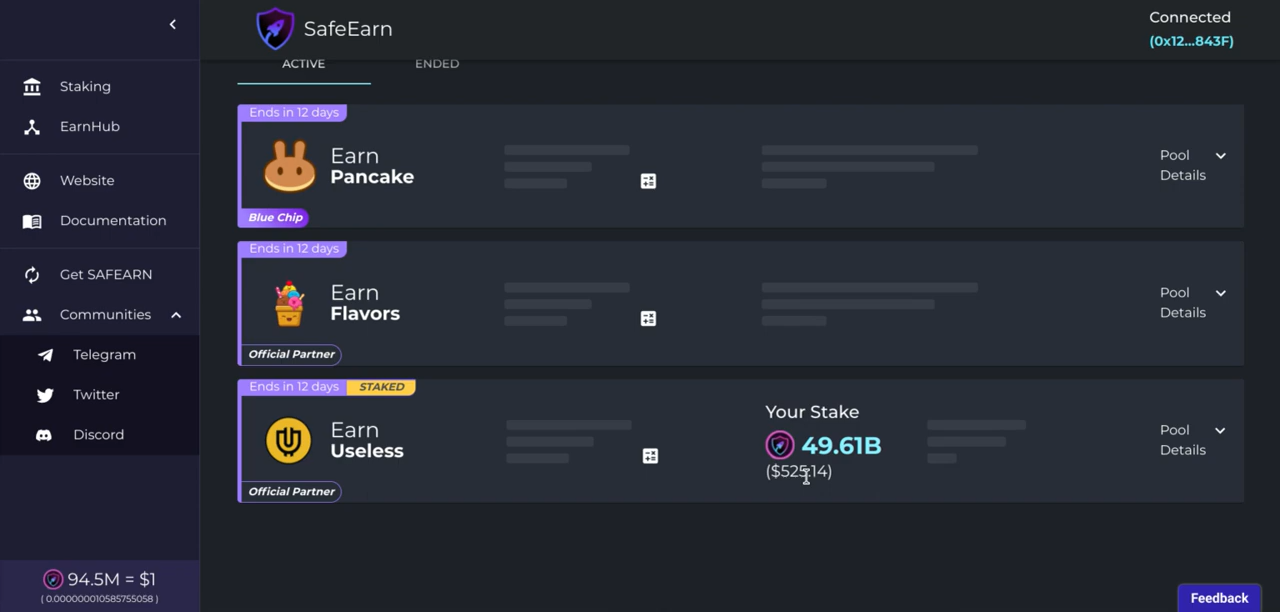 SafeEarn
Connected
(0x12...843F)
Staking
EarnHub
Website
Documentation
Get SAFEARN
Communities
Telegram
Twitter
Discord
94.5M = $1
( 0.000000010585755058 )
ACTIVE
ENDED
Ends in 12 days
Earn
Pancake
Blue Chip
Pool
Details
Ends in 12 days
Earn
Flavors
Official Partner
Pool
Details
Ends in 12 days
STAKED
Earn
Useless
Official Partner
Your Stake
49.61B
($525.14)
Pool
Details
Feedback